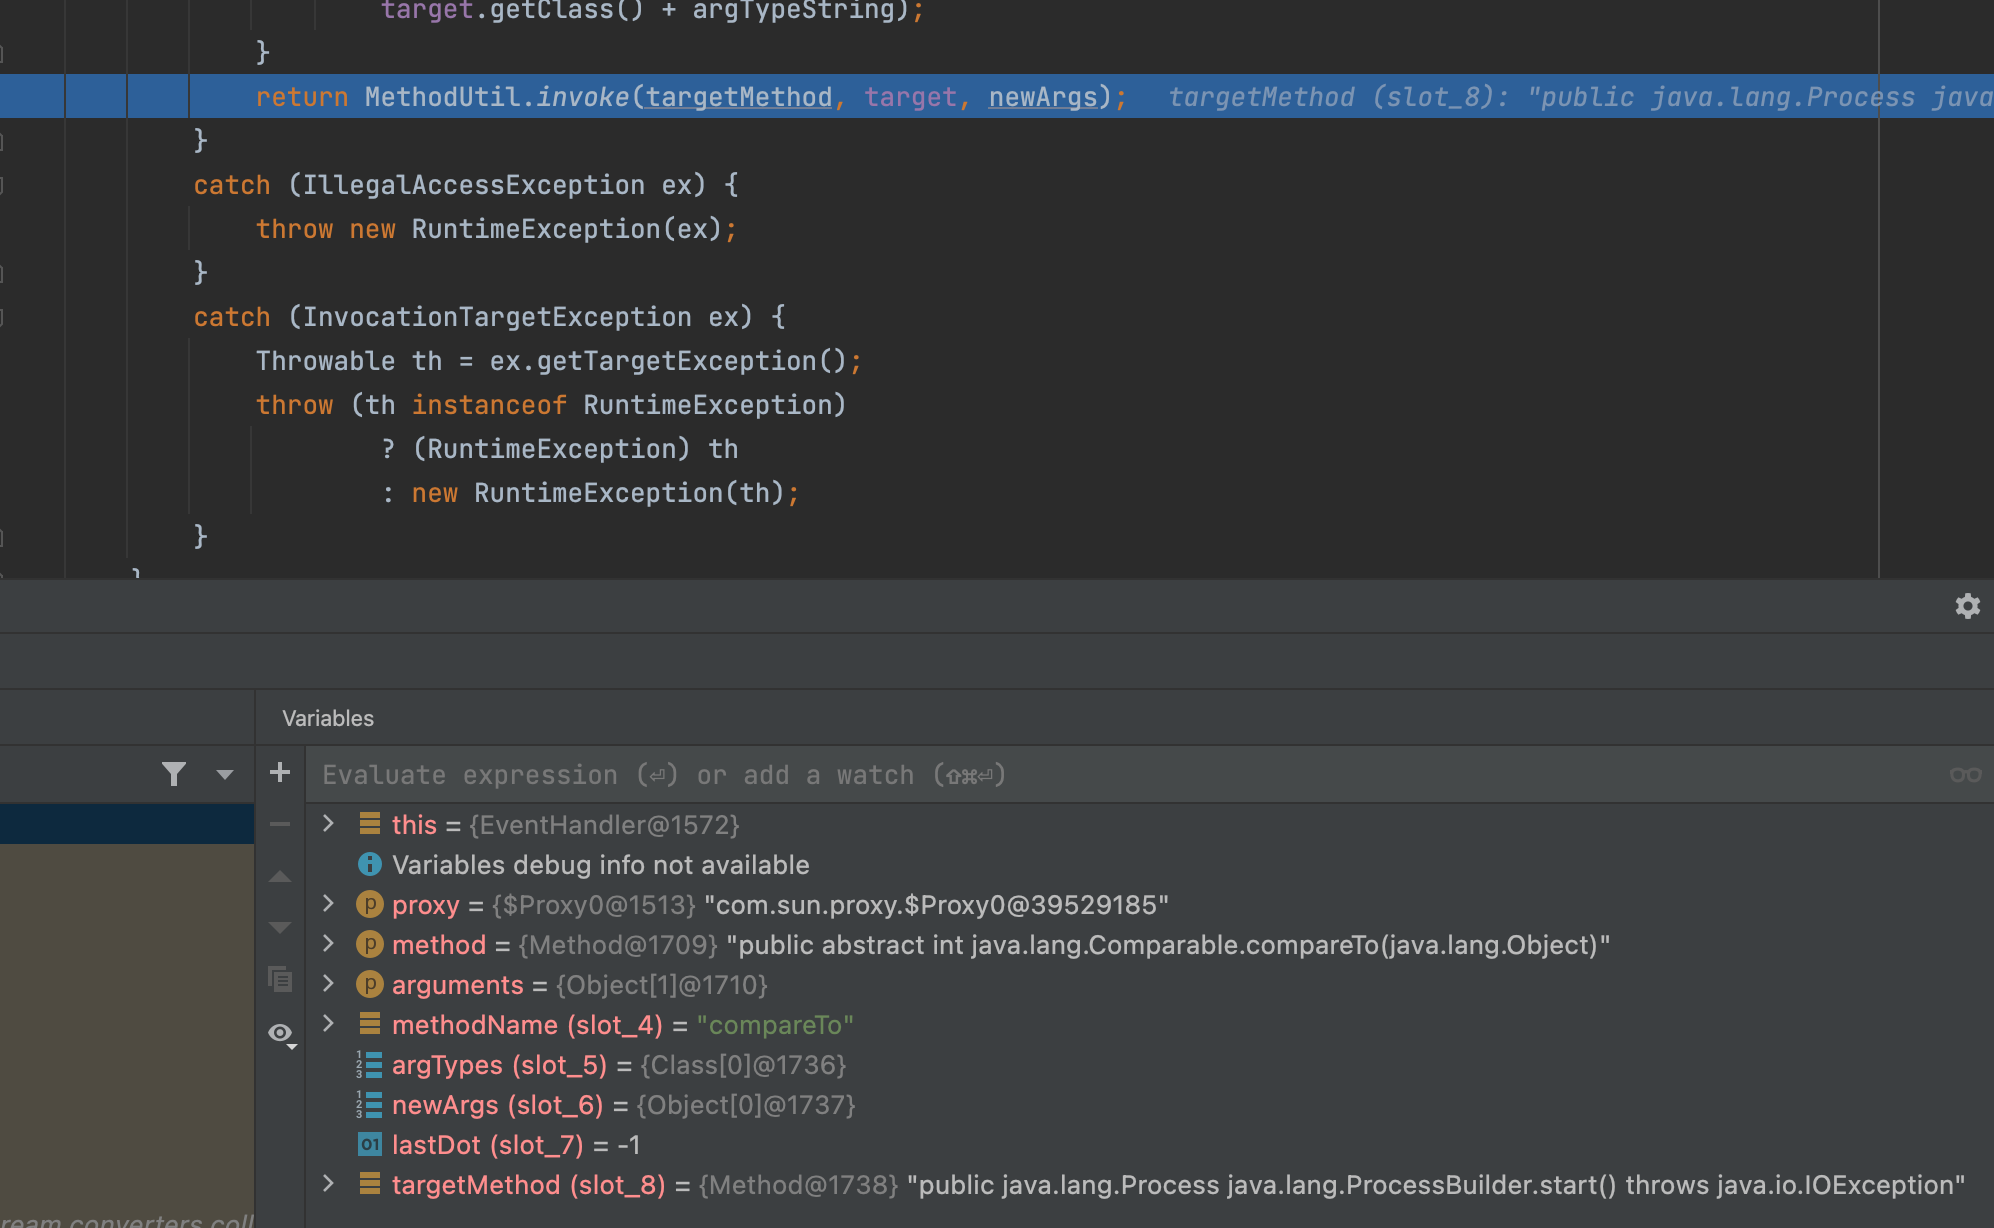 target.getClass() + argTypeString);
}
return MethodUtil.invoke(targetMethod, target, newArgs); targetMethod (slot_8): "public java.lang.Process java
}
catch (IllegalAccessException ex) {
throw new RuntimeException(ex);
}
catch (InvocationTargetException ex) {
Throwable th = ex.getTargetException();
throw (th instanceof RuntimeException)
? (RuntimeException) th
: new RuntimeException(th);
}
}
Variables
Evaluate expression (⏎) or add a watch (⇧⌘⏎)
this = {EventHandler@1572}
Variables debug info not available
proxy = {$Proxy0@1513} "com.sun.proxy.$Proxy0@39529185"
method = {Method@1709} "public abstract int java.lang.Comparable.compareTo(java.lang.Object)"
arguments = {Object[1]@1710}
methodName (slot_4) = "compareTo"
argTypes (slot_5) = {Class[0]@1736}
newArgs (slot_6) = {Object[0]@1737}
lastDot (slot_7) = -1
targetMethod (slot_8) = {Method@1738} "public java.lang.Process java.lang.ProcessBuilder.start() throws java.io.IOException"
ream.converters.coll